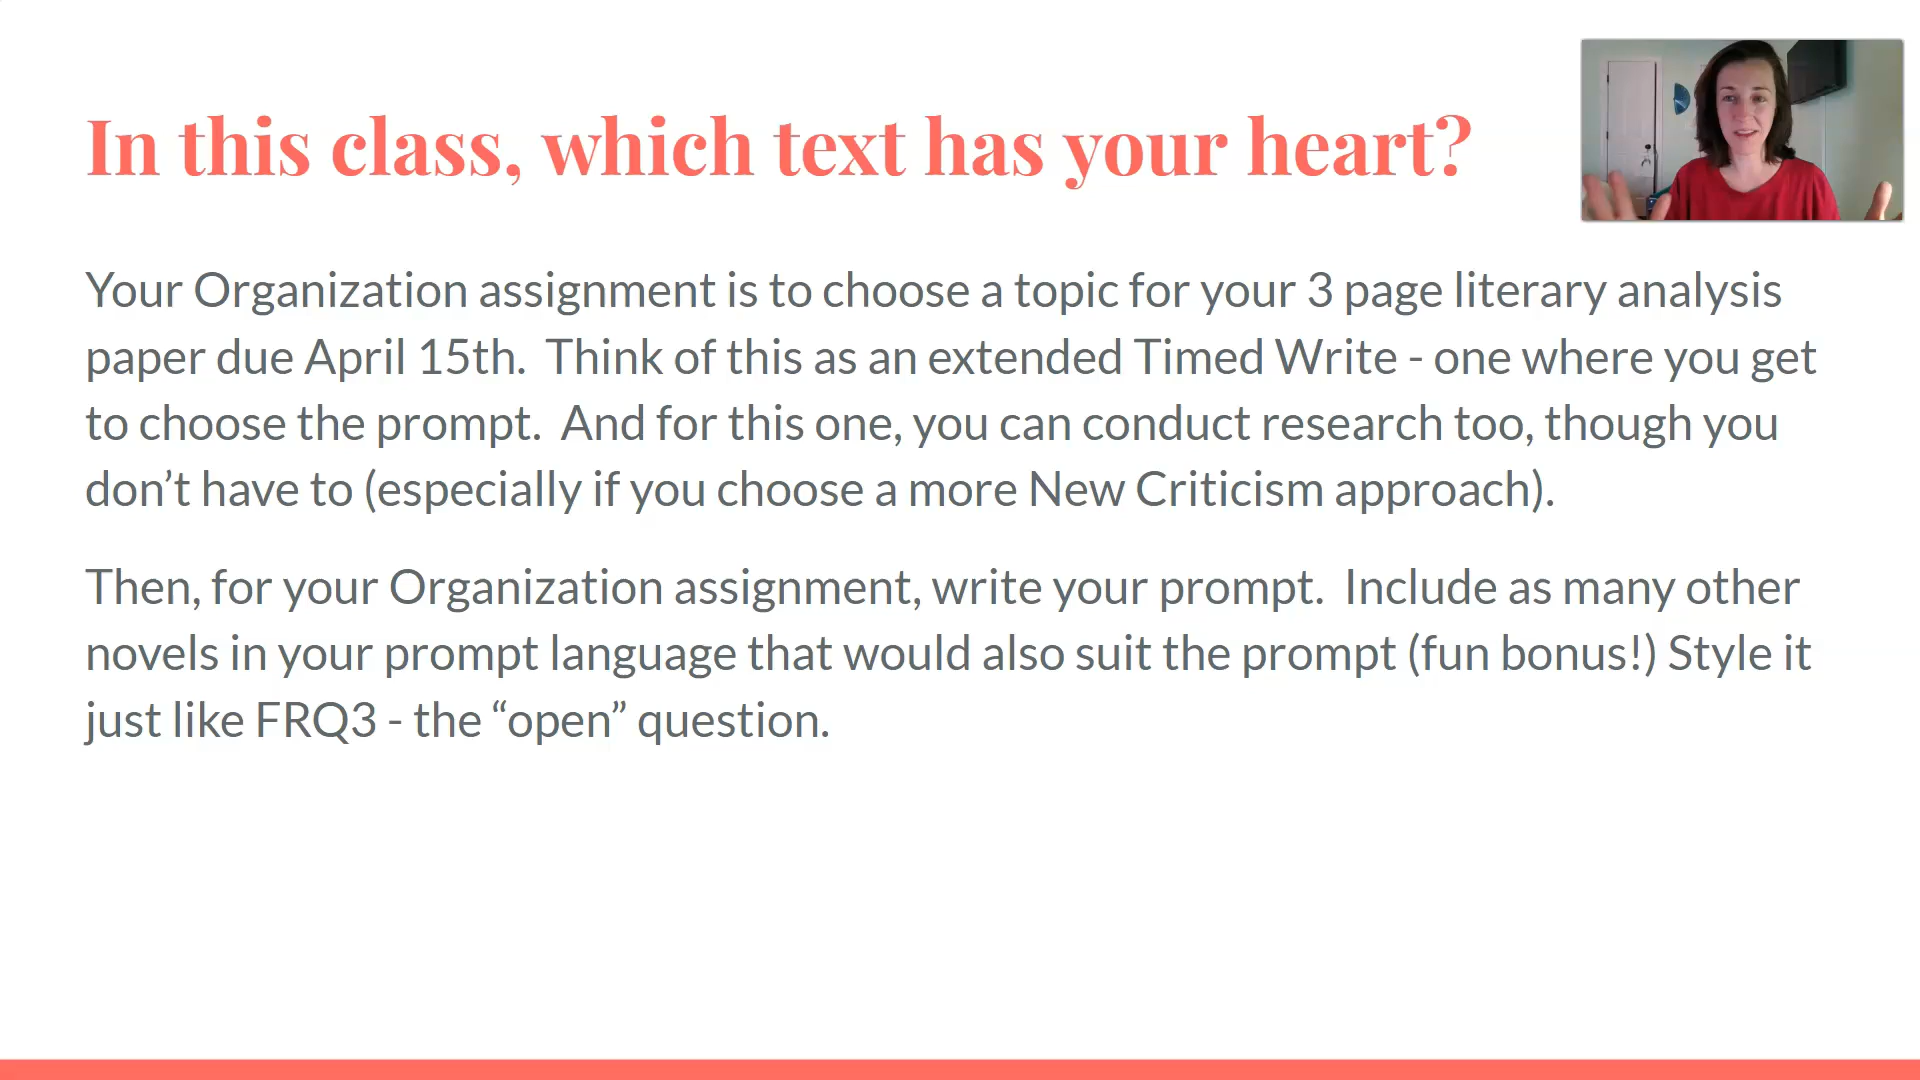 In this class, which text has your heart?
Your Organization assignment is to choose a topic for your 3 page literary analysis
paper due April 15th.  Think of this as an extended Timed Write - one where you get
to choose the prompt.  And for this one, you can conduct research too, though you
don’t have to (especially if you choose a more New Criticism approach).
Then, for your Organization assignment, write your prompt.  Include as many other
novels in your prompt language that would also suit the prompt (fun bonus!) Style it
just like FRQ3 - the “open” question.